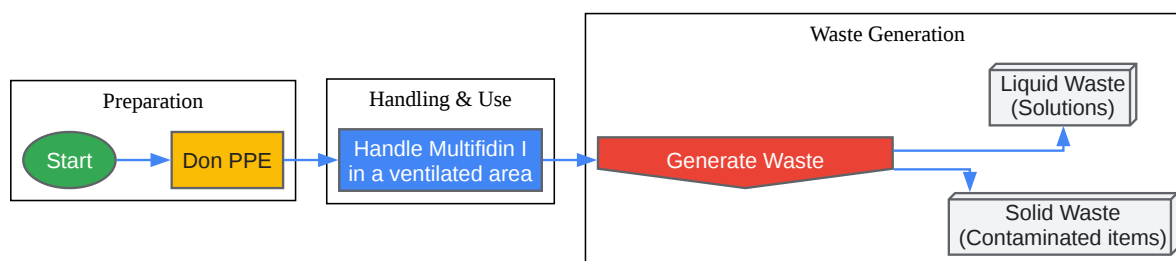 Waste Generation
Preparation
Handling & Use
Start
Don PPE
Handle Multifidin I
in a ventilated area
Generate Waste
Liquid Waste
(Solutions)
Solid Waste
(Contaminated items)